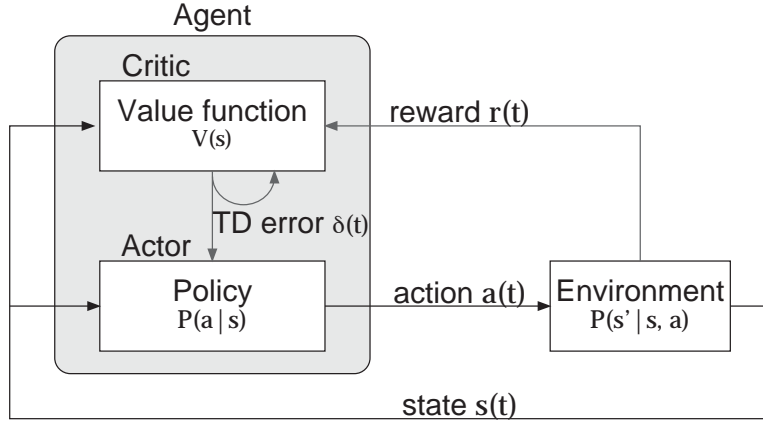 Agent
Critic
Value function
V(s)
reward r(t)
TD error δ(t)
Actor
Policy
P(a | s)
action a(t)
Environment
P(s’ | s, a)
state s(t)